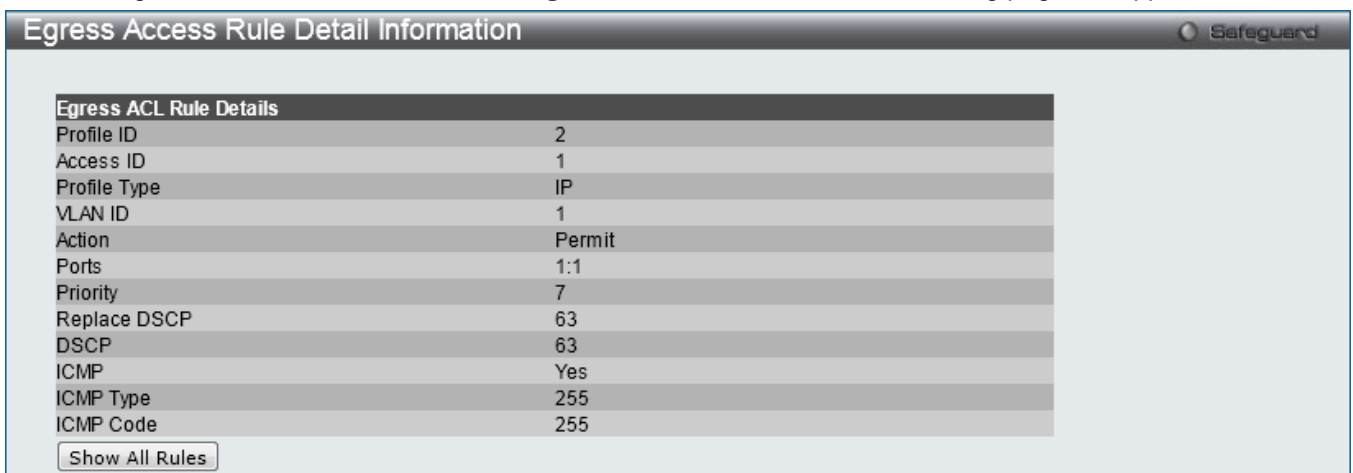 Egress Access Rule Detail Information Safeguard
Egress ACL Rule Details
Profile ID 2
Access ID 1
Profile Type IP
VLAN ID 1
Action Permit
Ports 1:1
Priority 7
Replace DSCP 63
DSCP 63
ICMP Yes
ICMP Type 255
ICMP Code 255
Show All Rules